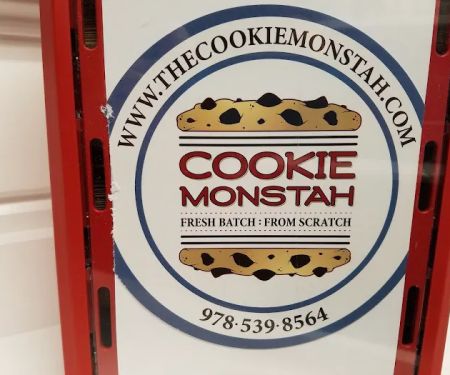 WWW.THECOOKIEMONSTAH.COM
COOKIE
MONSTAH
FRESH BATCH : FROM SCRATCH
978·539·8564